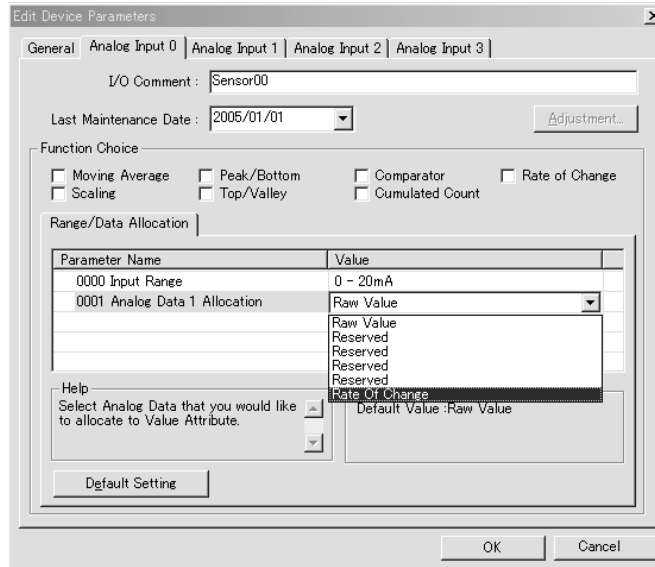 Edit Device Parameters
General Analog Input 0 Analog Input 1 Analog Input 2 Analog Input 3
I/O Comment : Sensor00
Last Maintenance Date : 2005/01/01 Adjustment...
Function Choice
Moving Average Peak/Bottom Comparator Rate of Change
Scaling Top/Valley Cumulated Count
Range/Data Allocation
Parameter Name Value
0000 Input Range 0 - 20mA
0001 Analog Data 1 Allocation Raw Value
Raw Value
Reserved
Reserved
Reserved
Reserved
Rate Of Change
Help
Select Analog Data that you would like
to allocate to Value Attribute.
Default Value :Raw Value
Default Setting
OK Cancel